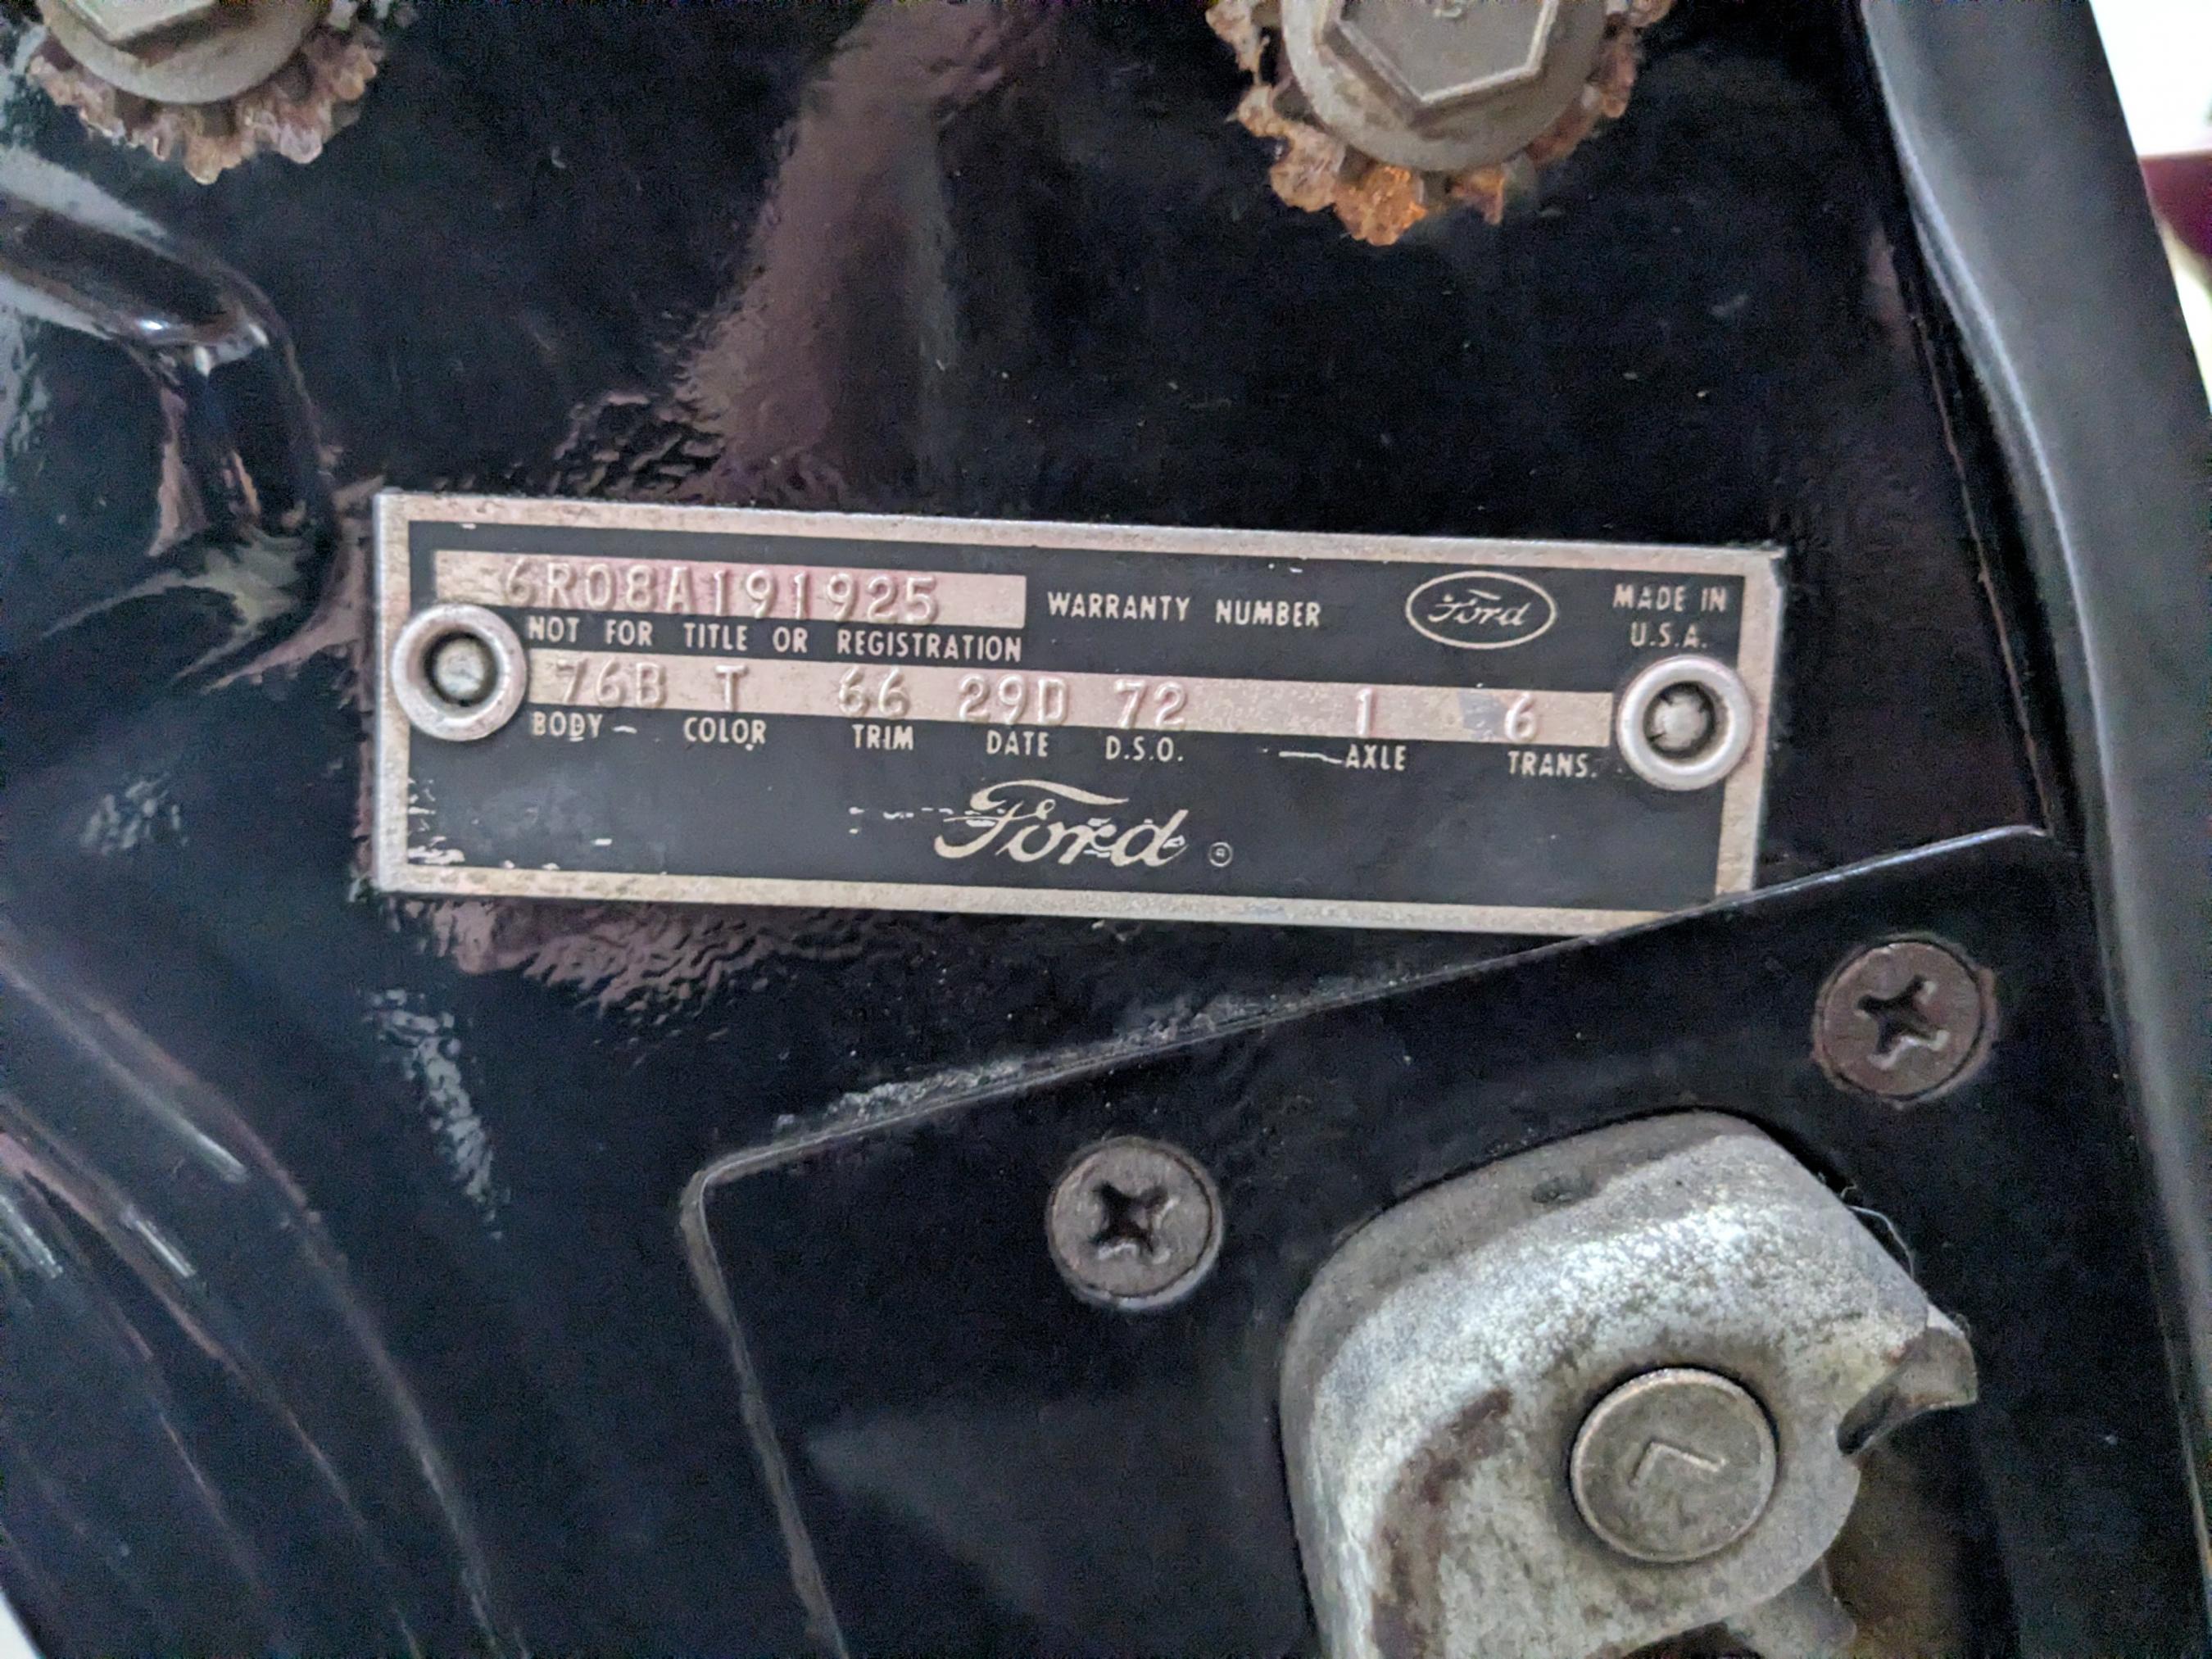 6R08A191925 WARRANTY NUMBER Ford MADE IN
NOT FOR TITLE OR REGISTRATION U.S.A.
76B T 66 29D 72 1 6
BODY COLOR TRIM DATE D.S.O. AXLE TRANS.
Ford ®